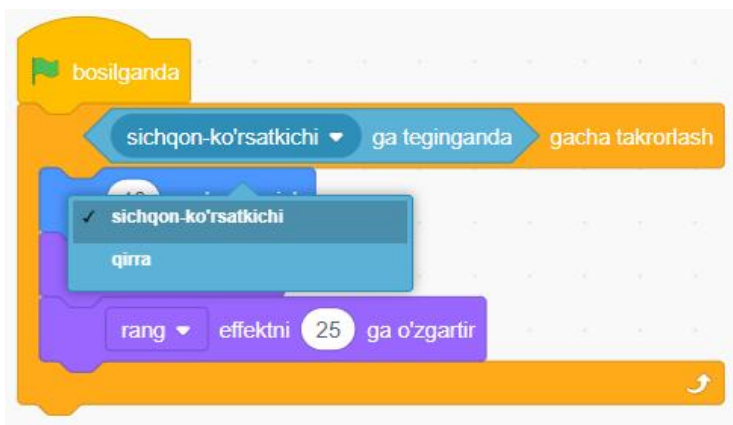 bosilganda
sichqon-ko'rsatkichi ga teginganda gacha takrorlash
sichqon-ko'rsatkichi
qirra
rang effektni 25 ga o'zgartir